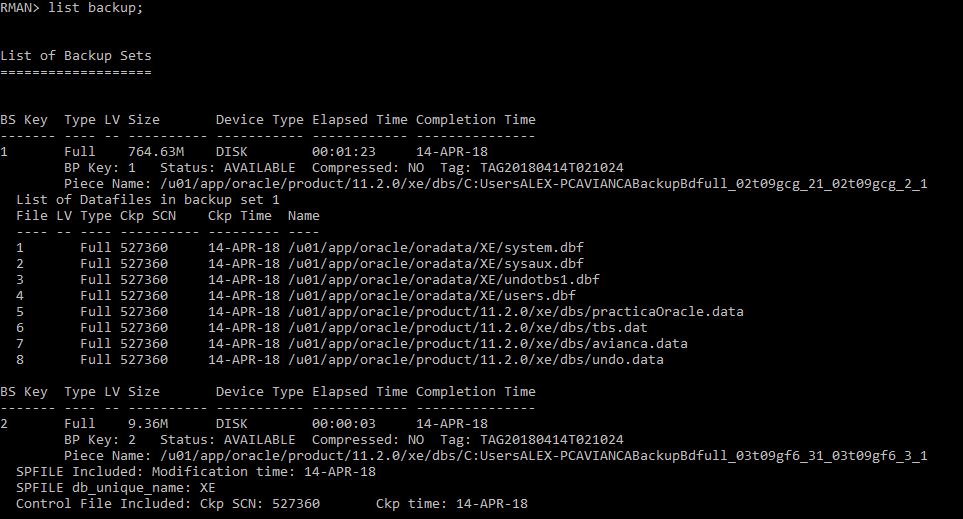 RMAN> list backup;
List of Backup Sets
===================
BS Key  Type LV Size       Device Type Elapsed Time Completion Time
------- ---- -- ---------- ----------- ------------ ---------------
1       Full    764.63M    DISK        00:01:23     14-APR-18
        BP Key: 1   Status: AVAILABLE  Compressed: NO  Tag: TAG20180414T021024
        Piece Name: /u01/app/oracle/product/11.2.0/xe/dbs/C:UsersALEX-PCAVIANCABackupBdfull_02t09gcg_21_02t09gcg_2_1
  List of Datafiles in backup set 1
  File LV Type Ckp SCN    Ckp Time  Name
  ---- -- ---- ---------- --------- ----
  1       Full 527360     14-APR-18 /u01/app/oracle/oradata/XE/system.dbf
  2       Full 527360     14-APR-18 /u01/app/oracle/oradata/XE/sysaux.dbf
  3       Full 527360     14-APR-18 /u01/app/oracle/oradata/XE/undotbs1.dbf
  4       Full 527360     14-APR-18 /u01/app/oracle/oradata/XE/users.dbf
  5       Full 527360     14-APR-18 /u01/app/oracle/product/11.2.0/xe/dbs/practicaOracle.data
  6       Full 527360     14-APR-18 /u01/app/oracle/product/11.2.0/xe/dbs/tbs.dat
  7       Full 527360     14-APR-18 /u01/app/oracle/product/11.2.0/xe/dbs/avianca.data
  8       Full 527360     14-APR-18 /u01/app/oracle/product/11.2.0/xe/dbs/undo.data
BS Key  Type LV Size       Device Type Elapsed Time Completion Time
------- ---- -- ---------- ----------- ------------ ---------------
2       Full    9.36M      DISK        00:00:03     14-APR-18
        BP Key: 2   Status: AVAILABLE  Compressed: NO  Tag: TAG20180414T021024
        Piece Name: /u01/app/oracle/product/11.2.0/xe/dbs/C:UsersALEX-PCAVIANCABackupBdfull_03t09gf6_31_03t09gf6_3_1
  SPFILE Included: Modification time: 14-APR-18
  SPFILE db_unique_name: XE
  Control File Included: Ckp SCN: 527360       Ckp time: 14-APR-18